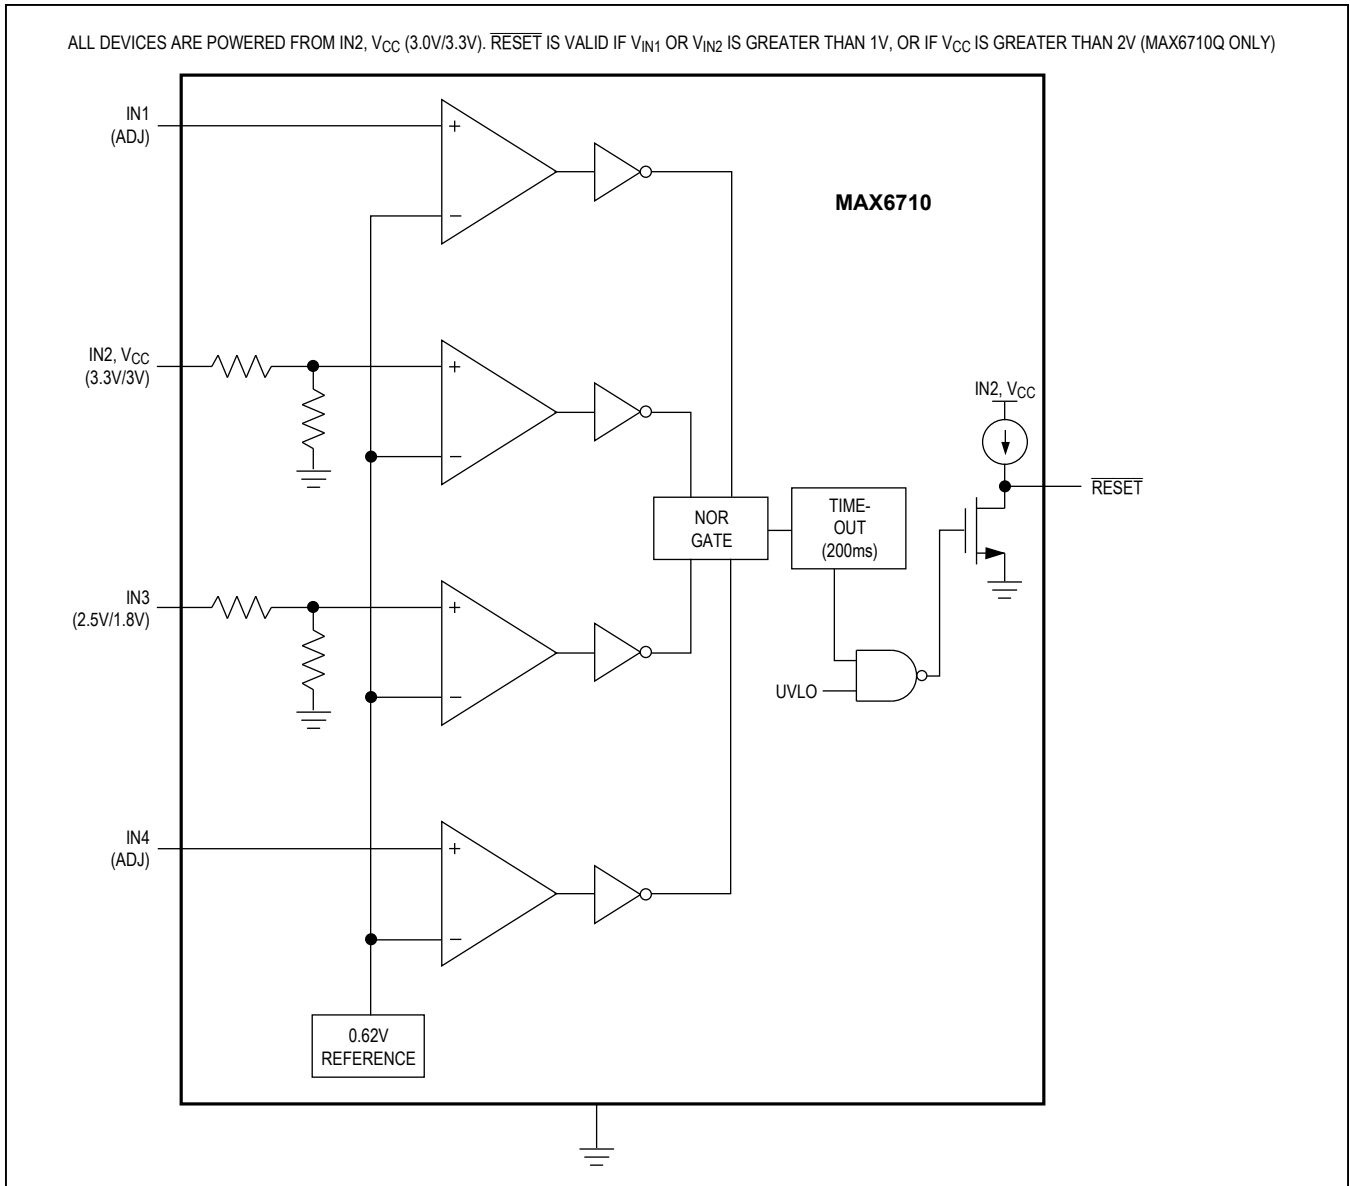 ALL DEVICES ARE POWERED FROM IN2, VCC (3.0V/3.3V). RESET IS VALID IF VIN1 OR VIN2 IS GREATER THAN 1V, OR IF VCC IS GREATER THAN 2V (MAX6710Q ONLY)
IN1
(ADJ)
+
−
MAX6710
IN2, VCC
(3.3V/3V)
+
−
IN2, VCC
RESET
NOR
GATE
TIME-
OUT
(200ms)
IN3
(2.5V/1.8V)
+
−
UVLO
IN4
(ADJ)
+
−
0.62V
REFERENCE